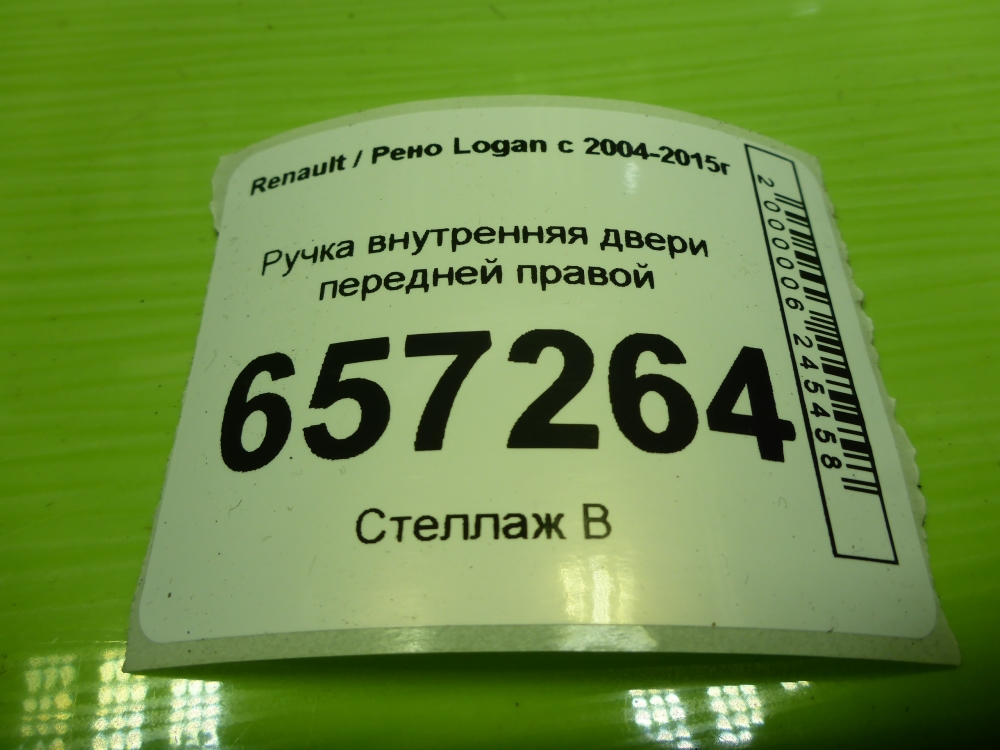 Renault / Рено Logan с 2004-2015г
Ручка внутренняя двери
передней правой
657264
Стеллаж В
2000006245458